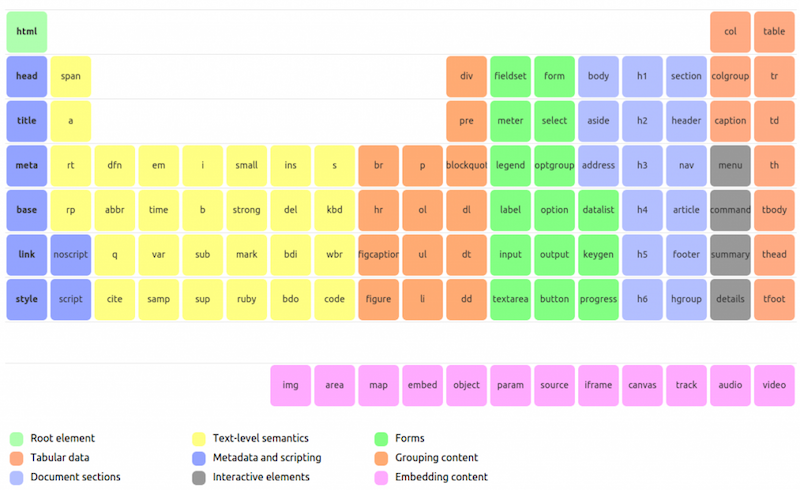 html col table
head span div fieldset form body h1 section colgroup tr
title a pre meter select aside h2 header caption td
meta rt dfn em i small ins s br p blockquot legend optgroup address h3 nav menu th
base rp abbr time b strong del kbd hr ol dl label option datalist h4 article command tbody
link noscript q var sub mark bdi wbr figcaption ul dt input output keygen h5 footer summary thead
style script cite samp sup ruby bdo code figure li dd textarea button progress h6 hgroup details tfoot
img area map embed object param source iframe canvas track audio video
Root element Text-level semantics Forms
Tabular data Metadata and scripting Grouping content
Document sections Interactive elements Embedding content